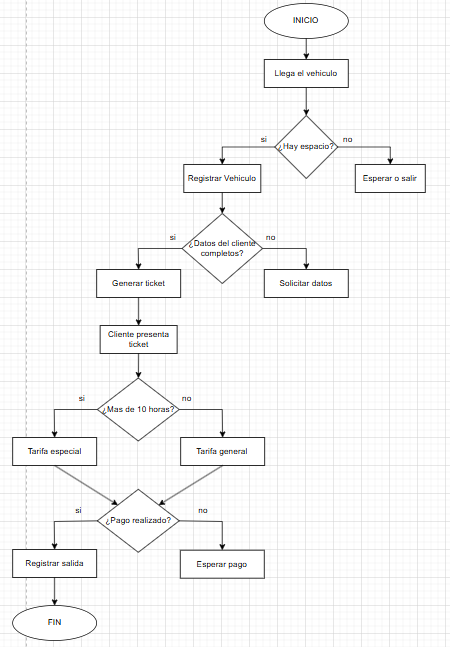 INICIO
Llega el vehiculo
si
no
¿Hay espacio?
Registrar Vehiculo
Esperar o salir
si
no
¿Datos del cliente
completos?
Generar ticket
Solicitar datos
Cliente presenta
ticket
si
no
¿Mas de 10 horas?
Tarifa especial
Tarifa general
si
no
¿Pago realizado?
Registrar salida
Esperar pago
FIN